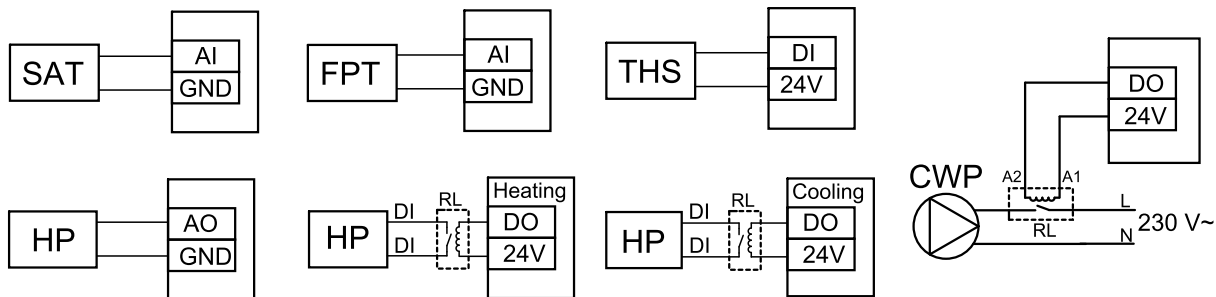 SAT
AI
GND
FPT
AI
GND
THS
DI
24V
DO
24V
HP
AO
GND
HP
DI
DI
RL
Heating
DO
24V
HP
DI
DI
RL
Cooling
DO
24V
CWP
A2
A1
RL
L
N
230 V~